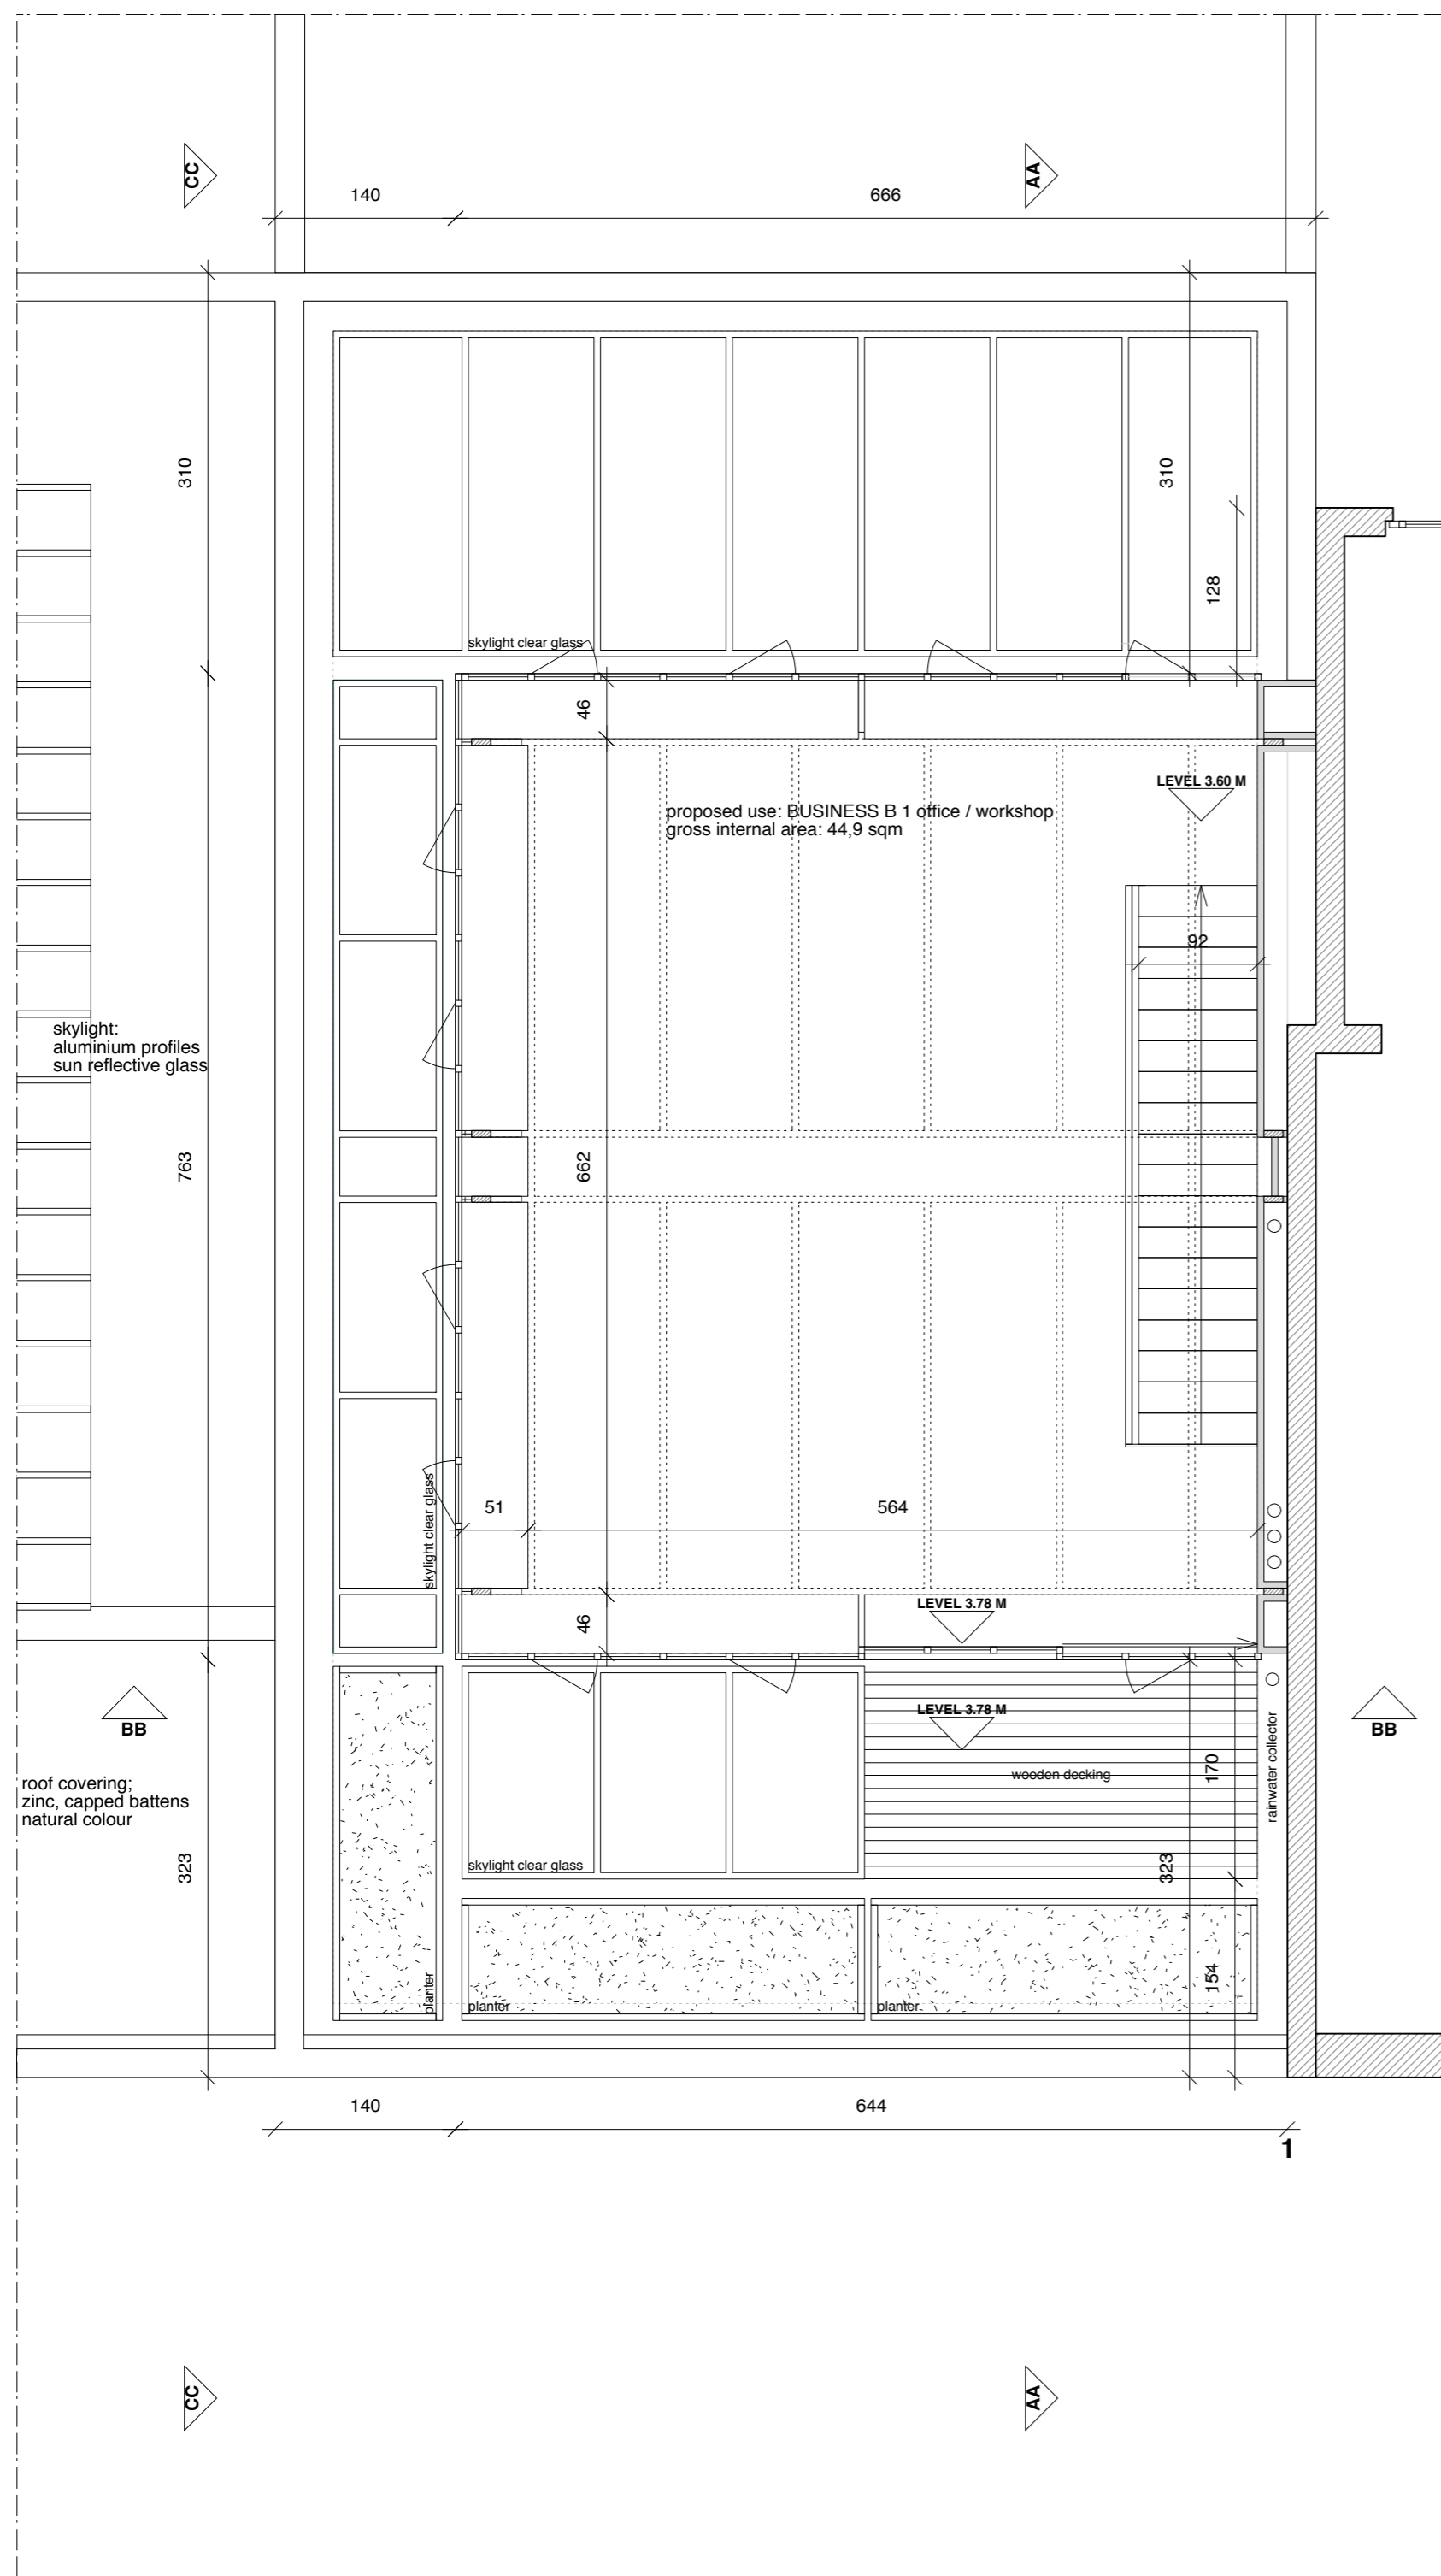 CC
AA
140
666
310
310
128
skylight clear glass
46
LEVEL 3.60 M
proposed use: BUSINESS B 1 office / workshop
gross internal area: 44,9 sqm
92
skylight:
aluminium profiles
sun reflective glass
763
662
skylight clear glass
51
564
46
LEVEL 3.78 M
BB
LEVEL 3.78 M
BB
rainwater collector
170
wooden decking
roof covering;
zinc, capped battens
natural colour
323
skylight clear glass
323
154
planter
planter
planter
140
644
1
CC
AA